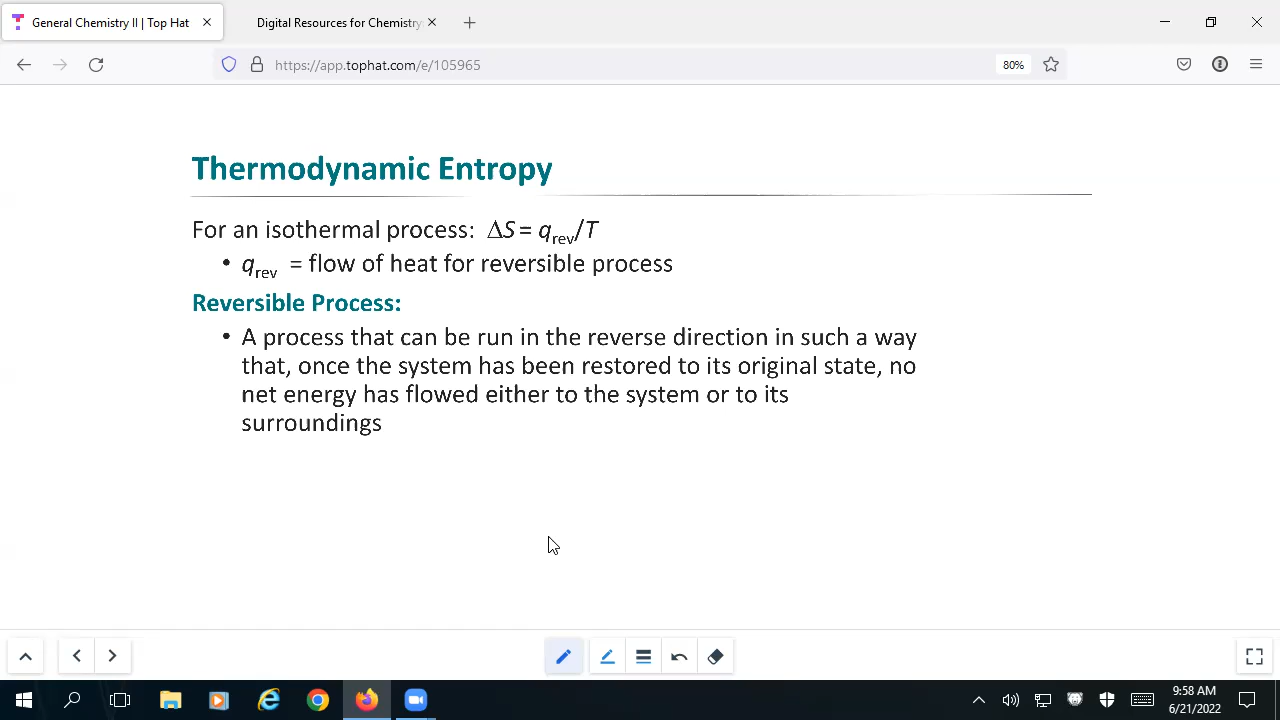 General Chemistry II | Top Hat
Digital Resources for Chemistry
https://app.tophat.com/e/105965
80%
Thermodynamic Entropy
For an isothermal process: ΔS = qrev/T
• qrev = flow of heat for reversible process
Reversible Process:
• A process that can be run in the reverse direction in such a way
that, once the system has been restored to its original state, no
net energy has flowed either to the system or to its
surroundings
9:58 AM
6/21/2022